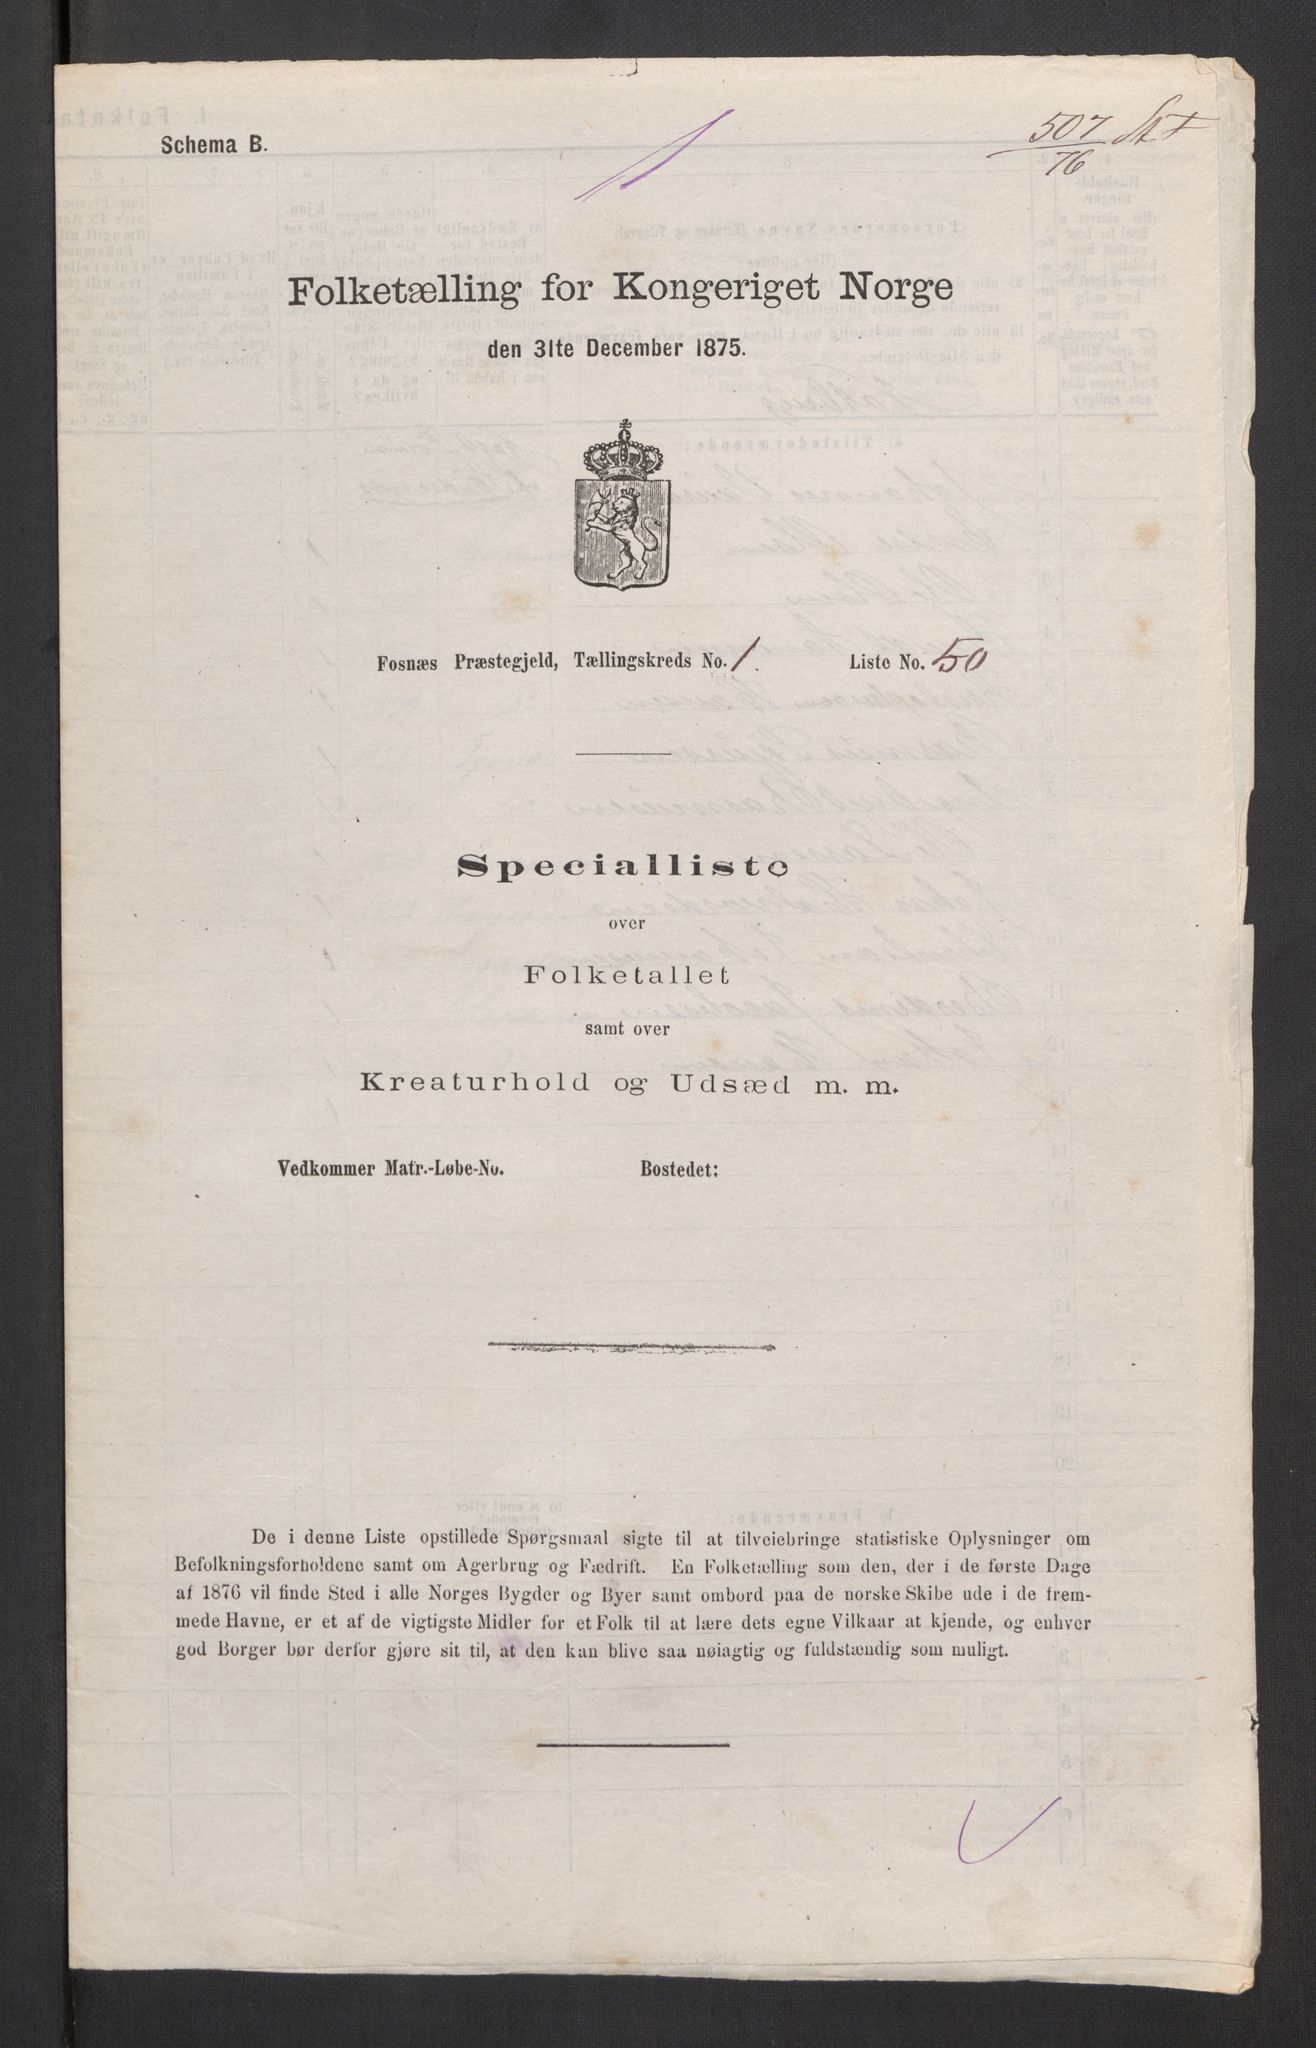 Schema B.
507
76
Folketælling for Kongeriget Norge
den 31te December 1875.
Fosnæs Præstegjeld, Tællingskreds No. 1. Liste No. 50
Specialliste
over
Folketallet
samt over
Kreaturhold og Udsæd m. m.
Vedkommer Matr.-Løbe-No. Bostedet:
De i denne Liste opstillede Spørgsmaal sigte til at tilveiebringe statistiske Oplysninger om
Befolkningsforholdene samt om Agerbrug og Fædrift. En Folketælling som den, der i de første Dage
af 1876 vil finde Sted i alle Norges Bygder og Byer samt ombord paa de norske Skibe ude i de frem-
mede Havne, er et af de vigtigste Midler for et Folk til at lære dets egne Vilkaar at kjende, og enhver
god Borger bør derfor gjøre sit til, at den kan blive saa nøiagtig og fuldstændig som muligt.